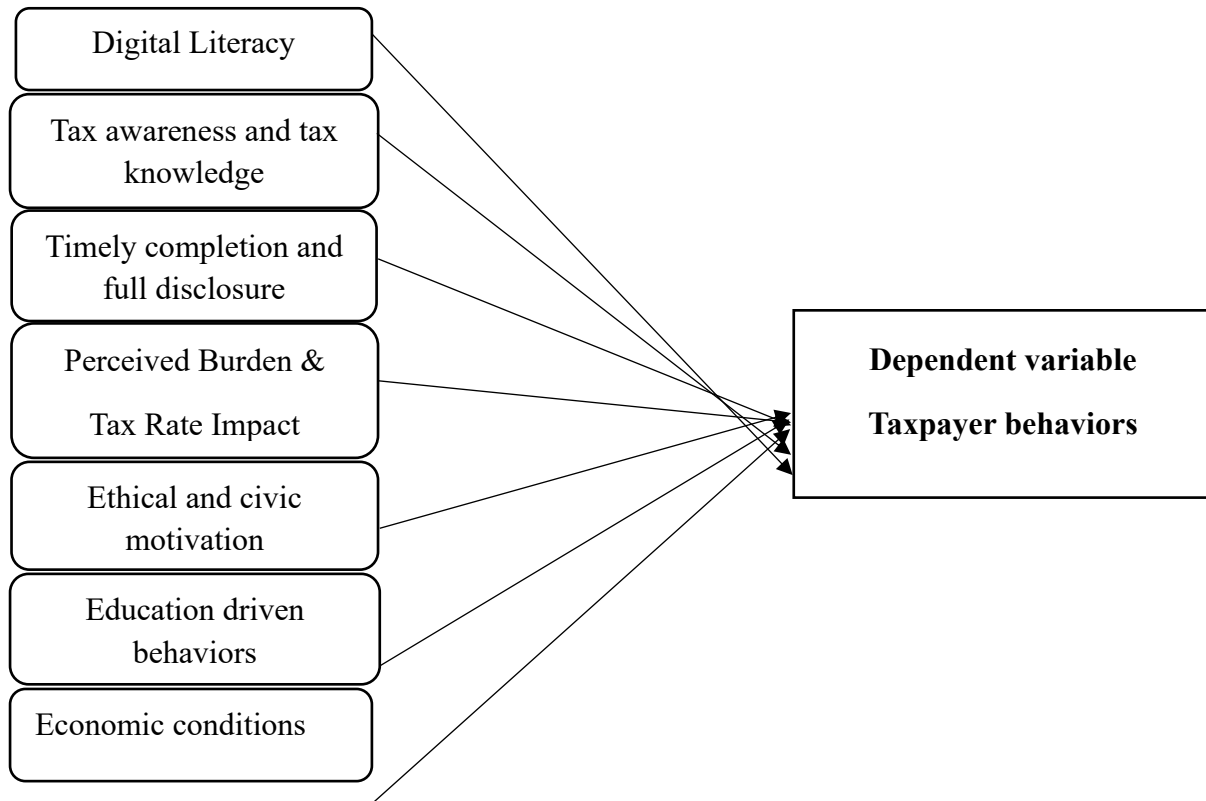 Digital Literacy
Tax awareness and tax
knowledge
Timely completion and
full disclosure
Perceived Burden &
Tax Rate Impact
Ethical and civic
motivation
Education driven
behaviors
Economic conditions
Dependent variable
Taxpayer behaviors